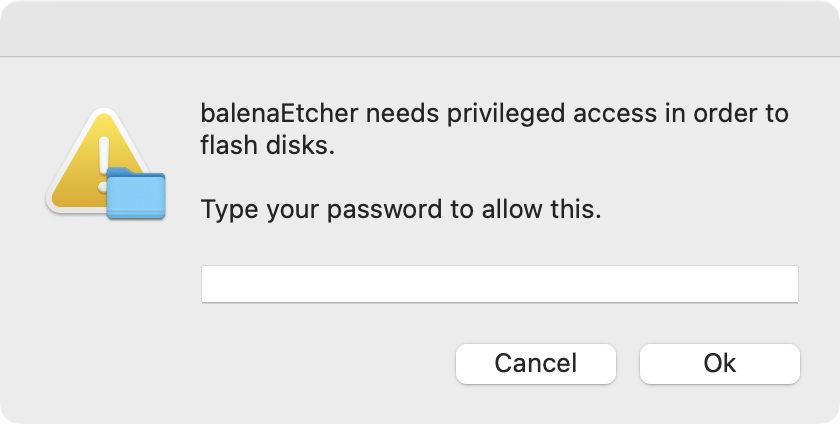 balenaEtcher needs privileged access in order to
flash disks.
Type your password to allow this.
Cancel
Ok